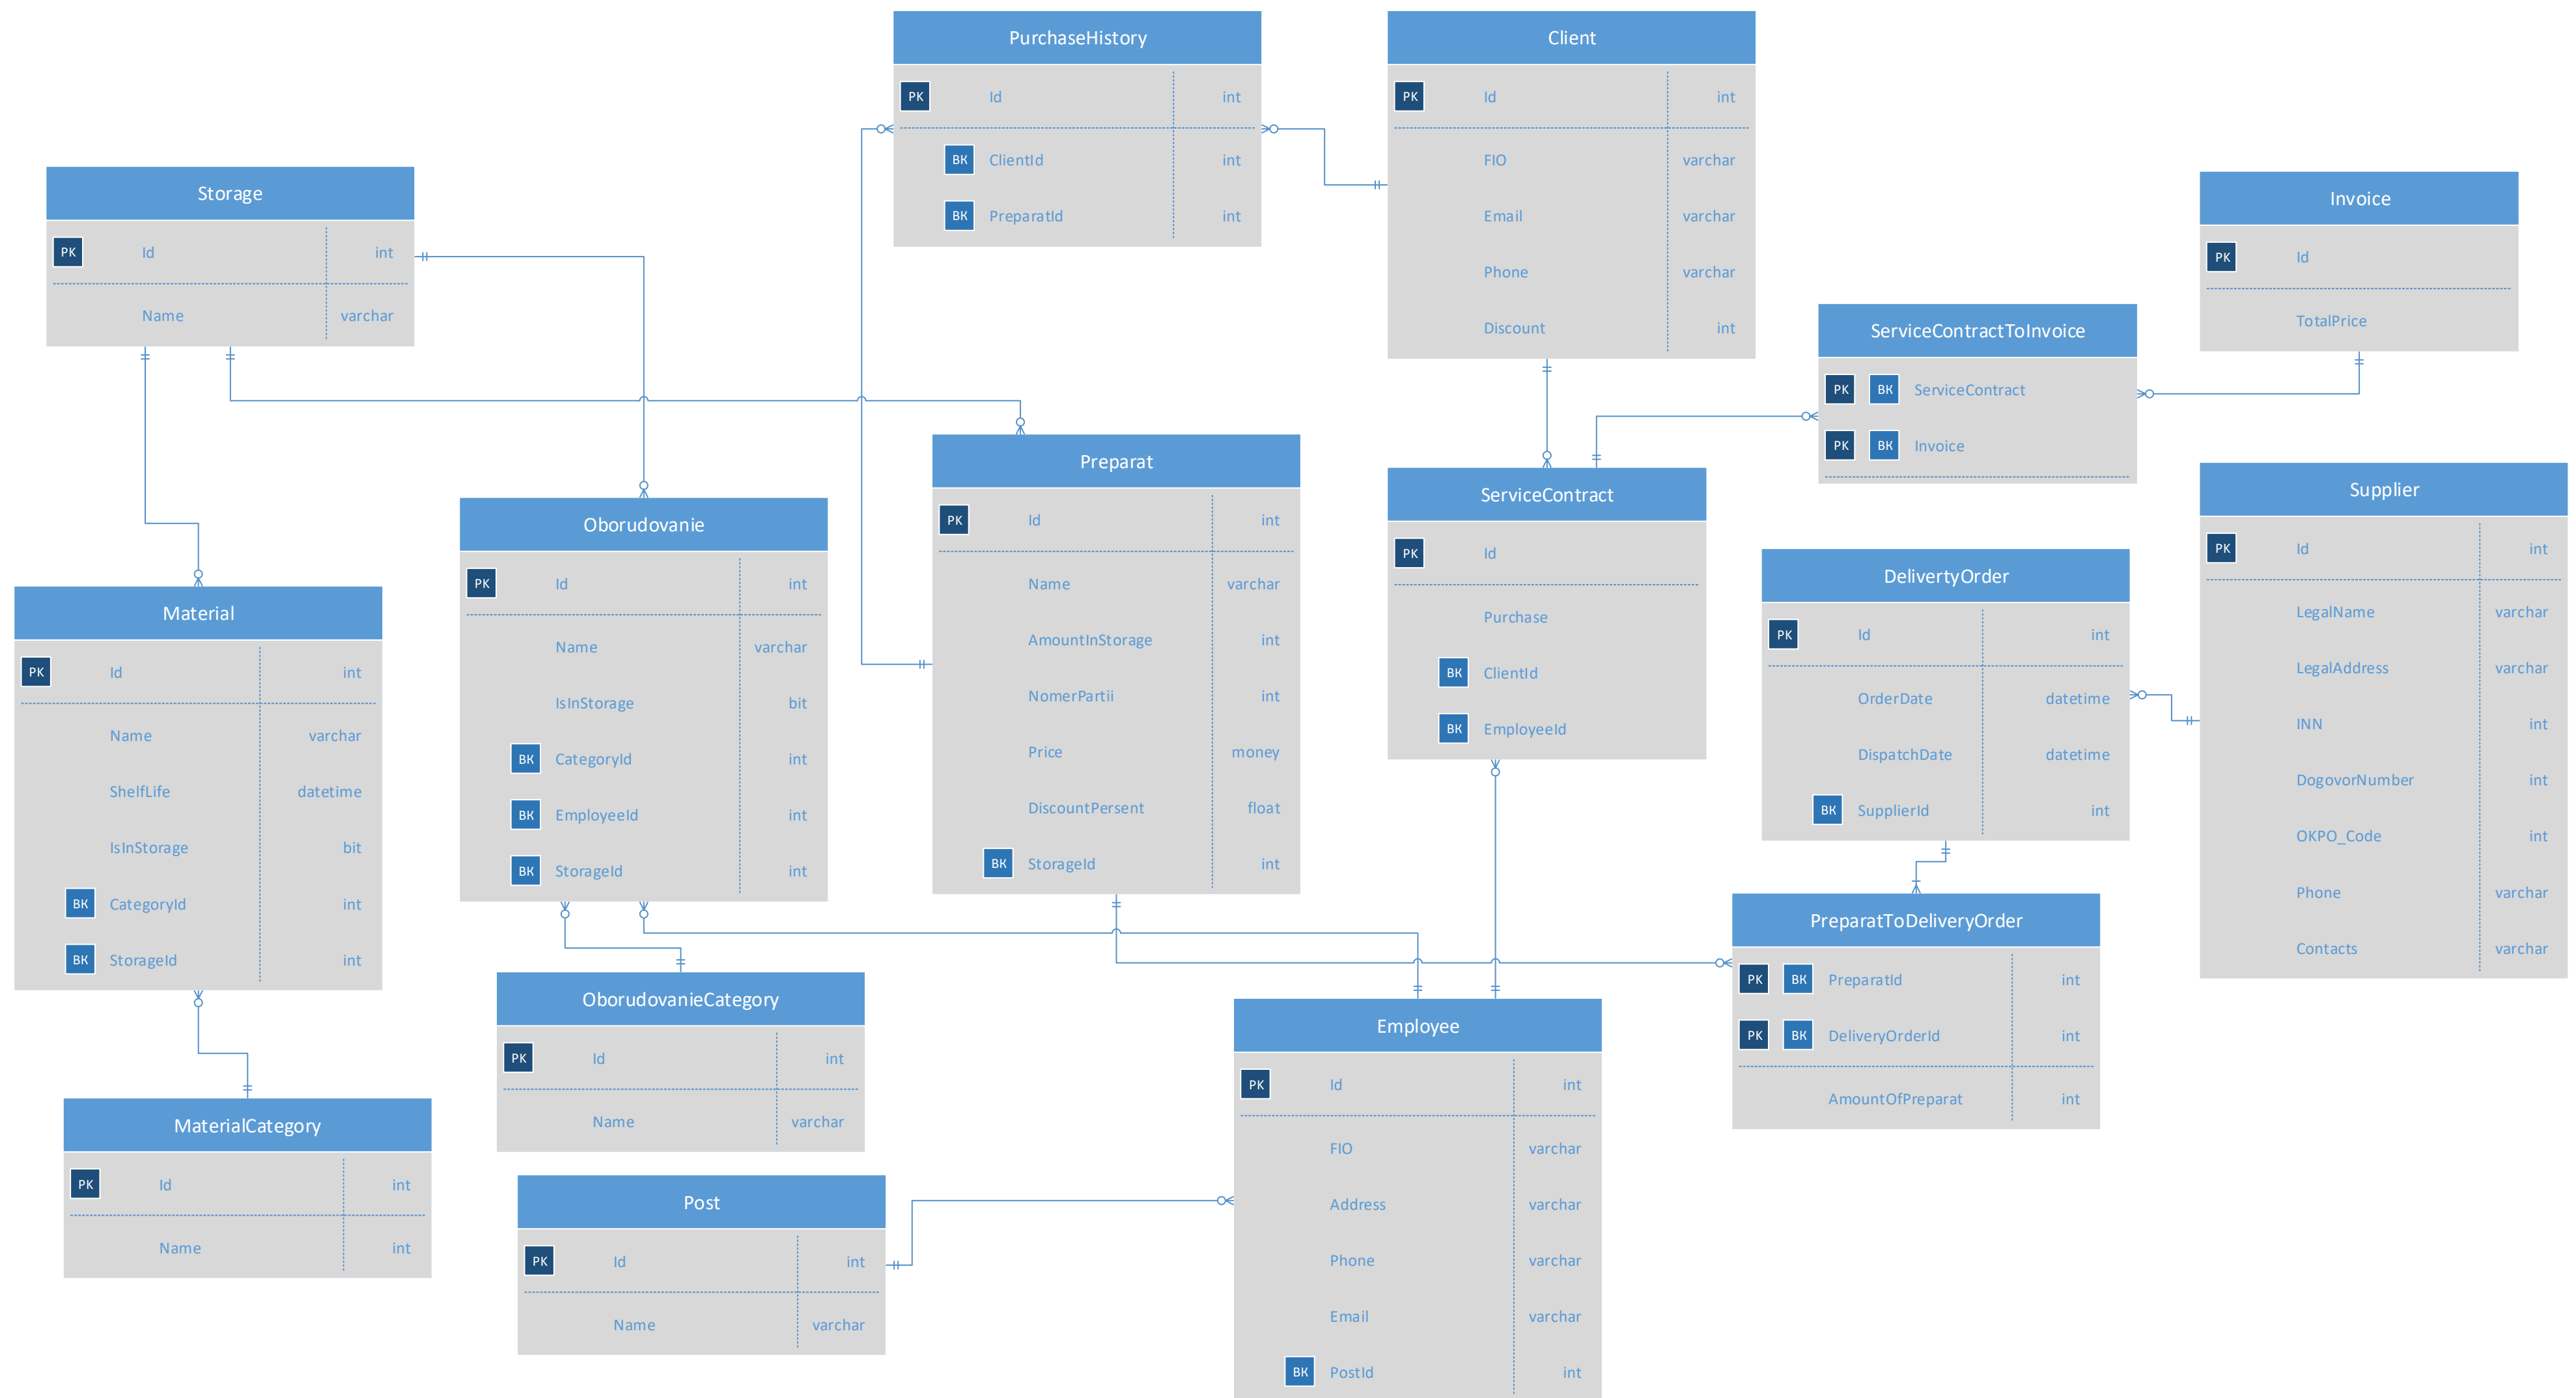 PurchaseHistory
PK Id int
BK ClientId int
BK PreparatId int
Client
PK Id int
FIO varchar
Email varchar
Phone varchar
Discount int
Storage
PK Id int
Name varchar
Invoice
PK Id
TotalPrice
ServiceContractToInvoice
PK BK ServiceContract
PK BK Invoice
Preparat
PK Id int
Name varchar
AmountInStorage int
NomerPartii int
Price money
DiscountPersent float
BK StorageId int
ServiceContract
PK Id
Purchase
BK ClientId
BK EmployeeId
Supplier
PK Id int
LegalName varchar
LegalAddress varchar
INN int
DogovorNumber int
OKPO_Code int
Phone varchar
Contacts varchar
Oborudovanie
PK Id int
Name varchar
IsInStorage bit
BK CategoryId int
BK EmployeeId int
BK StorageId int
DelivertyOrder
PK Id int
OrderDate datetime
DispatchDate datetime
BK SupplierId int
Material
PK Id int
Name varchar
ShelfLife datetime
IsInStorage bit
BK CategoryId int
BK StorageId int
PreparatToDeliveryOrder
PK BK PreparatId int
PK BK DeliveryOrderId int
AmountOfPreparat int
OborudovanieCategory
PK Id int
Name varchar
Employee
PK Id int
FIO varchar
Address varchar
Phone varchar
Email varchar
BK PostId int
MaterialCategory
PK Id int
Name int
Post
PK Id int
Name varchar